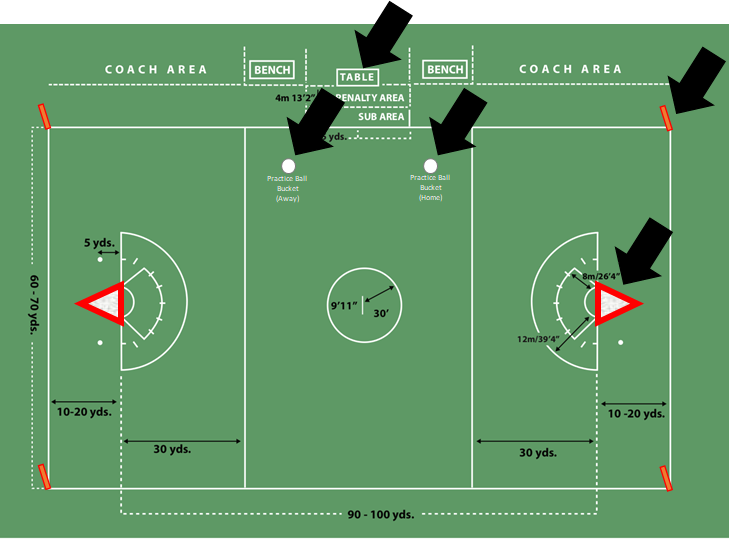 COACH AREA
BENCH
TABLE
BENCH
COACH AREA
4m 13'2"
PENALTY AREA
SUB AREA
yds.
Practice Ball
Bucket
(Away)
Practice Ball
Bucket
(Home)
5 yds.
8m/26'4"
60 - 70 yds.
9'11"
30'
12m/39'4"
10-20 yds.
10 -20 yds.
30 yds.
30 yds.
90 - 100 yds.